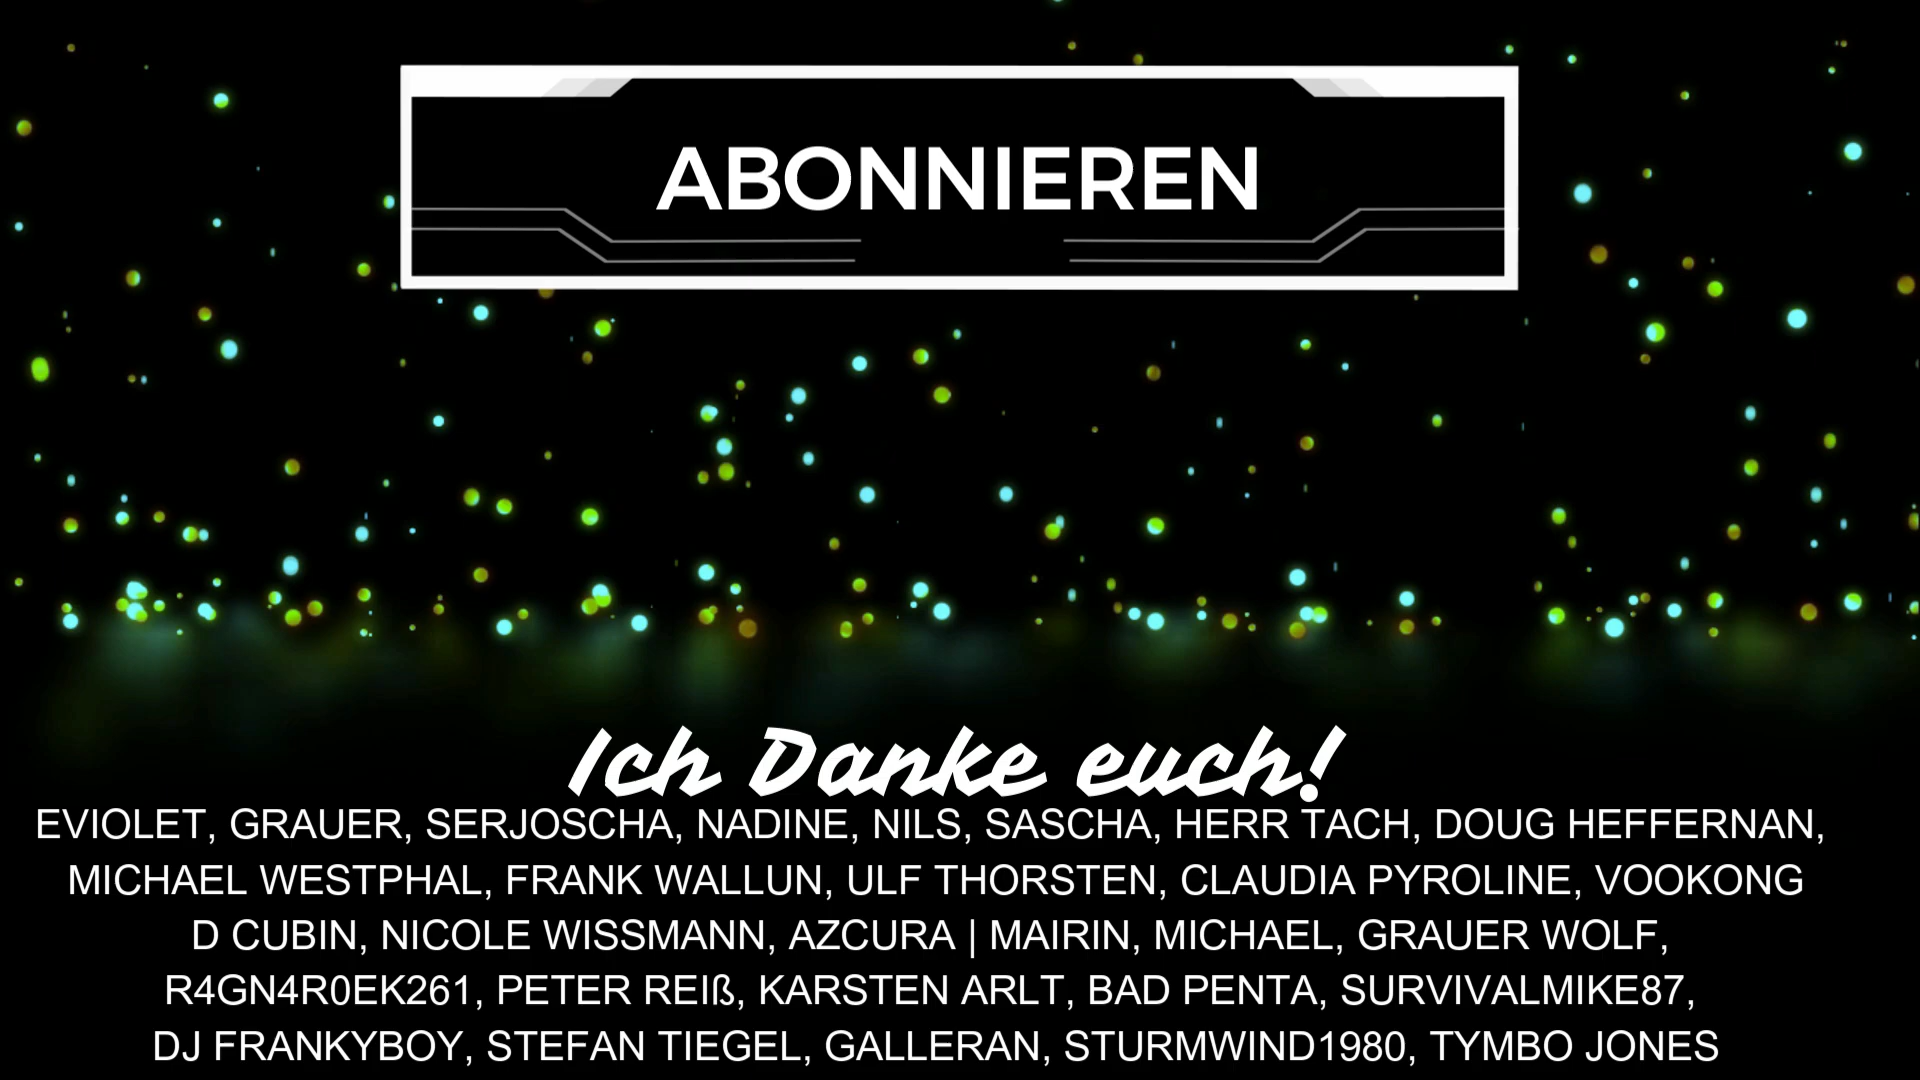 ABONNIEREN
Ich Danke euch!
EVIOLET, GRAUER, SERJOSCHA, NADINE, NILS, SASCHA, HERR TACH, DOUG HEFFERNAN,
MICHAEL WESTPHAL, FRANK WALLUN, ULF THORSTEN, CLAUDIA PYROLINE, VOOKONG
D CUBIN, NICOLE WISSMANN, AZCURA | MAIRIN, MICHAEL, GRAUER WOLF,
R4GN4R0EK261, PETER REIß, KARSTEN ARLT, BAD PENTA, SURVIVALMIKE87,
DJ FRANKYBOY, STEFAN TIEGEL, GALLERAN, STURMWIND1980, TYMBO JONES